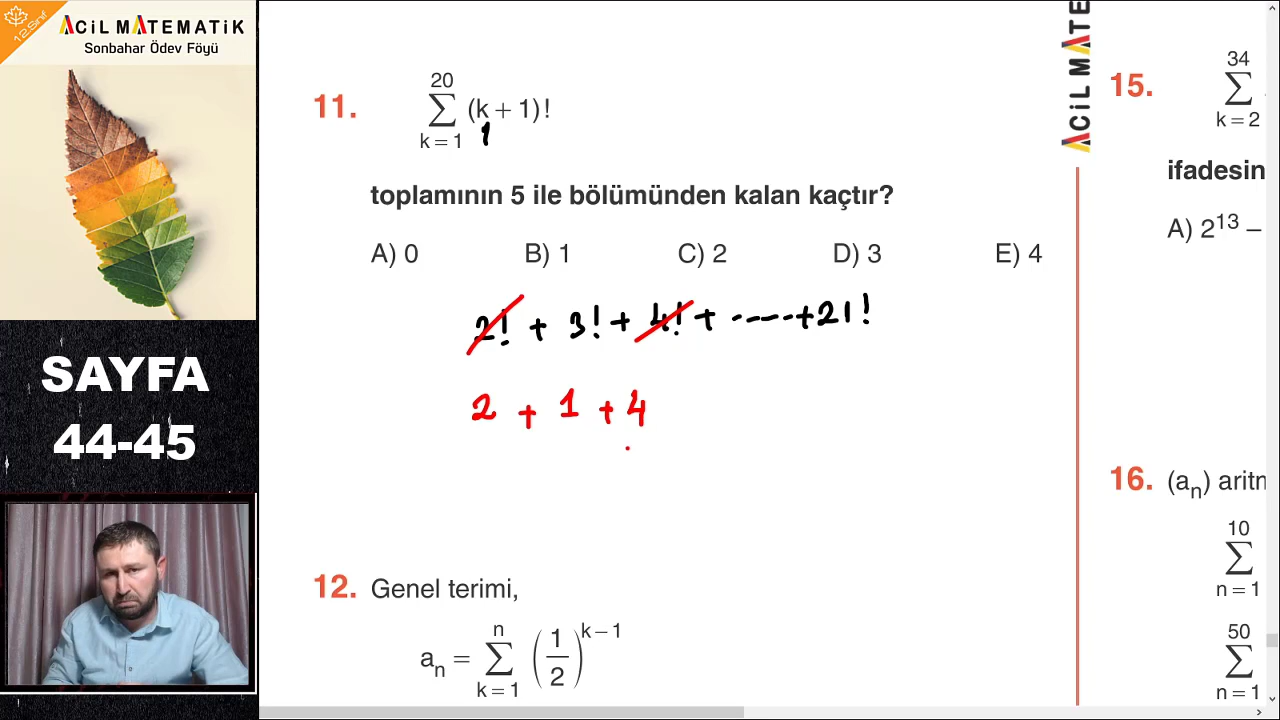 12.Sınıf
ACiL MATEMATiK
Sonbahar Ödev Föyü
SAYFA
44-45
11.
20
∑ (k + 1)!
k = 1
1
toplamının 5 ile bölümünden kalan kaçtır?
A) 0 B) 1 C) 2 D) 3 E) 4
2! + 3! + 4! + ------ + 21!
2 + 1 + 4
12. Genel terimi,
n
aₙ = ∑ (1/2)^(k – 1)
k = 1
ACiL MATE
15.
34
∑
k = 2
ifadesin
A) 2¹³ –
16. (aₙ) aritm
10
∑
n = 1
50
∑
n = 1